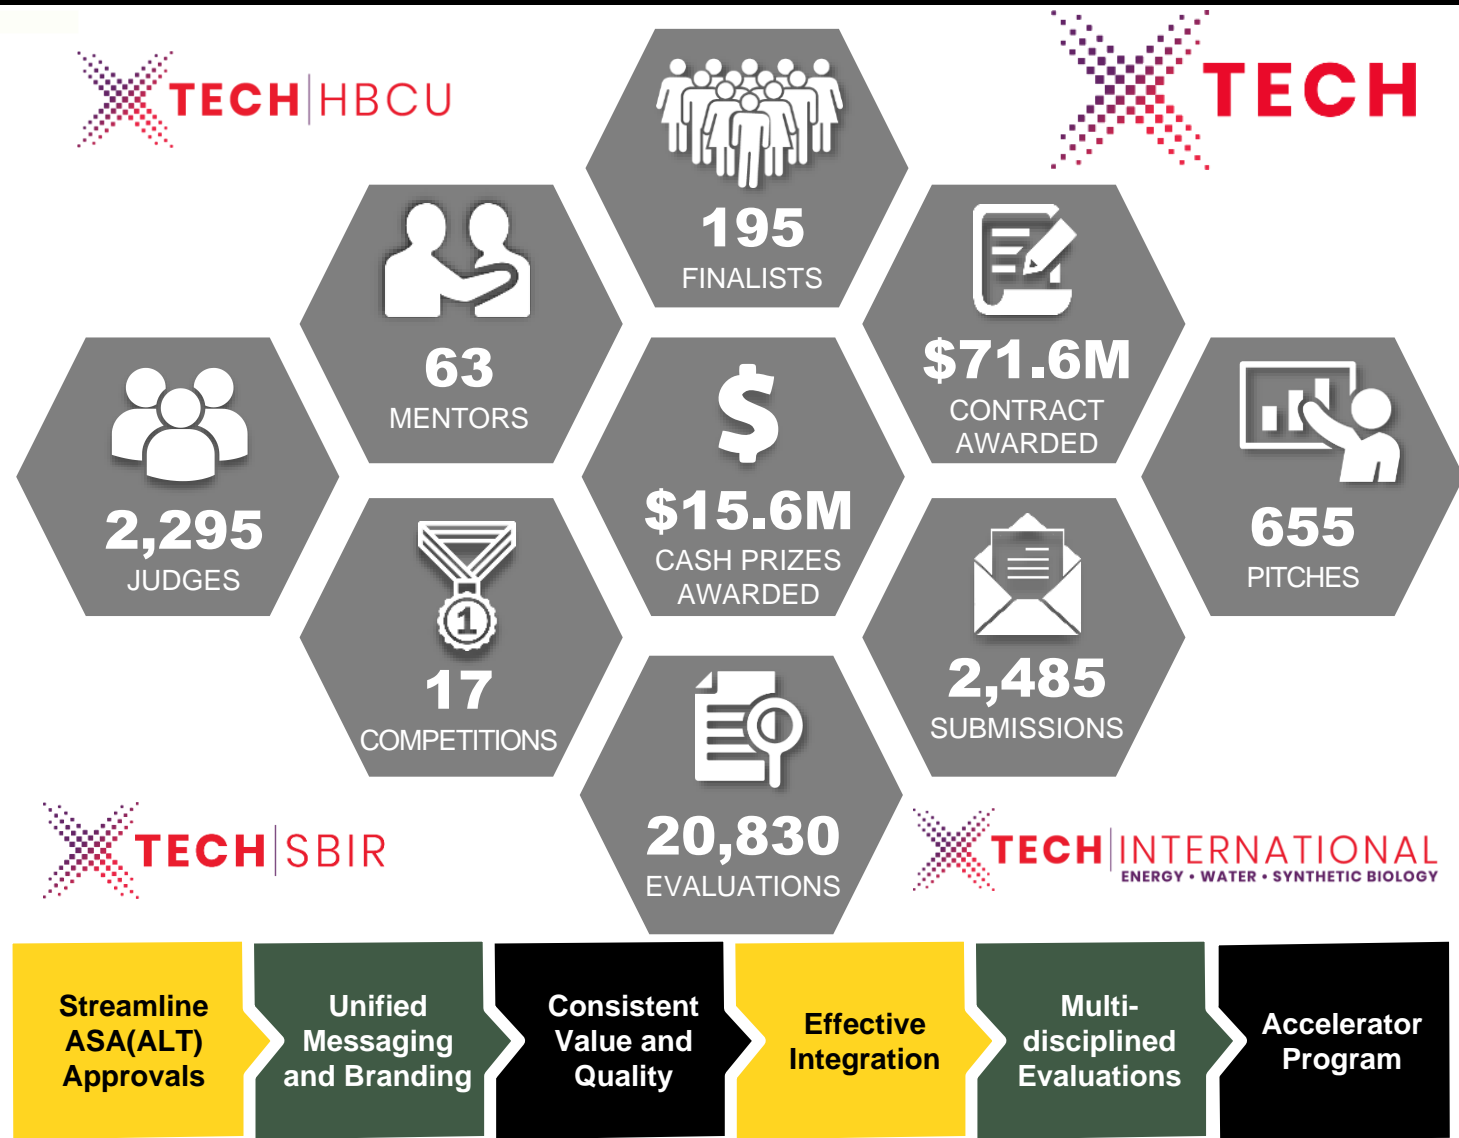 TECH HBCU
TECH
195
FINALISTS
63
MENTORS
$71.6M
CONTRACT
AWARDED
2,295
JUDGES
$15.6M
CASH PRIZES
AWARDED
655
PITCHES
1
17
COMPETITIONS
2,485
SUBMISSIONS
20,830
EVALUATIONS
TECH SBIR
TECH INTERNATIONAL
ENERGY • WATER • SYNTHETIC BIOLOGY
Streamline
ASA(ALT)
Approvals
Unified
Messaging
and Branding
Consistent
Value and
Quality
Effective
Integration
Multi-
disciplined
Evaluations
Accelerator
Program